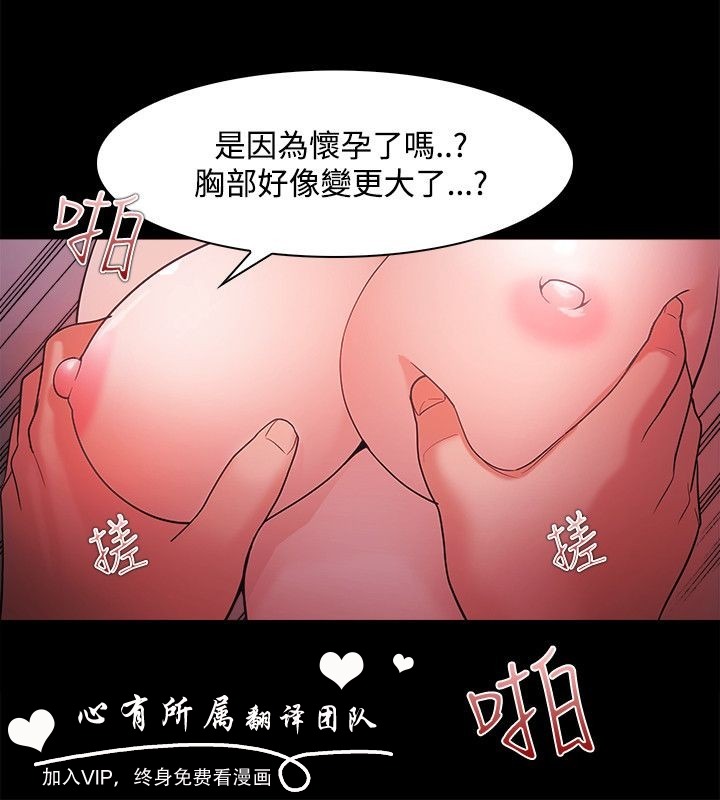 是因為懷孕了嗎..?
胸部好像變更大了...?
啪
搓
搓
啪
心有所属翻译团队
加入VIP，终身免费看漫画